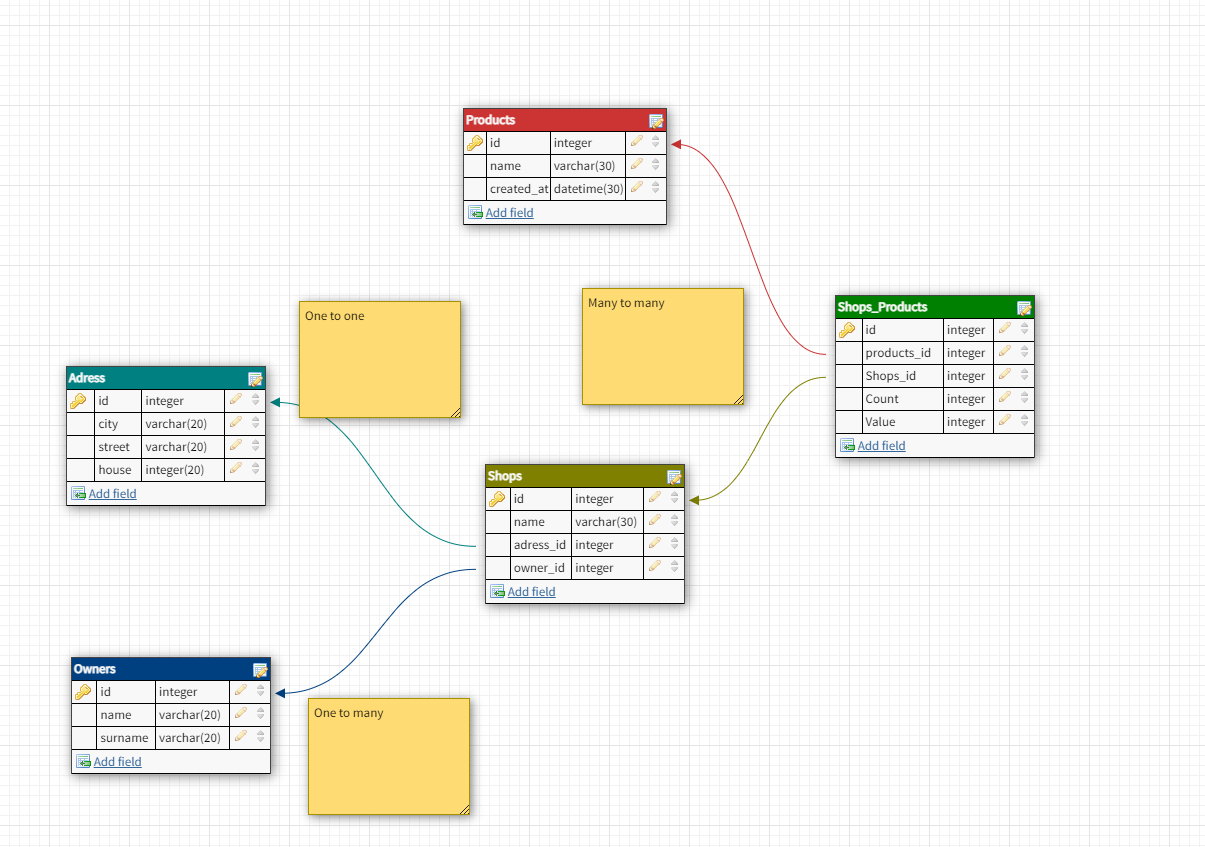 Products
id integer
name varchar(30)
created_at datetime(30)
Add field
One to one
Many to many
Shops_Products
id integer
products_id integer
Shops_id integer
Count integer
Value integer
Add field
Adress
id integer
city varchar(20)
street varchar(20)
house integer(20)
Add field
Shops
id integer
name varchar(30)
adress_id integer
owner_id integer
Add field
Owners
id integer
name varchar(20)
surname varchar(20)
Add field
One to many